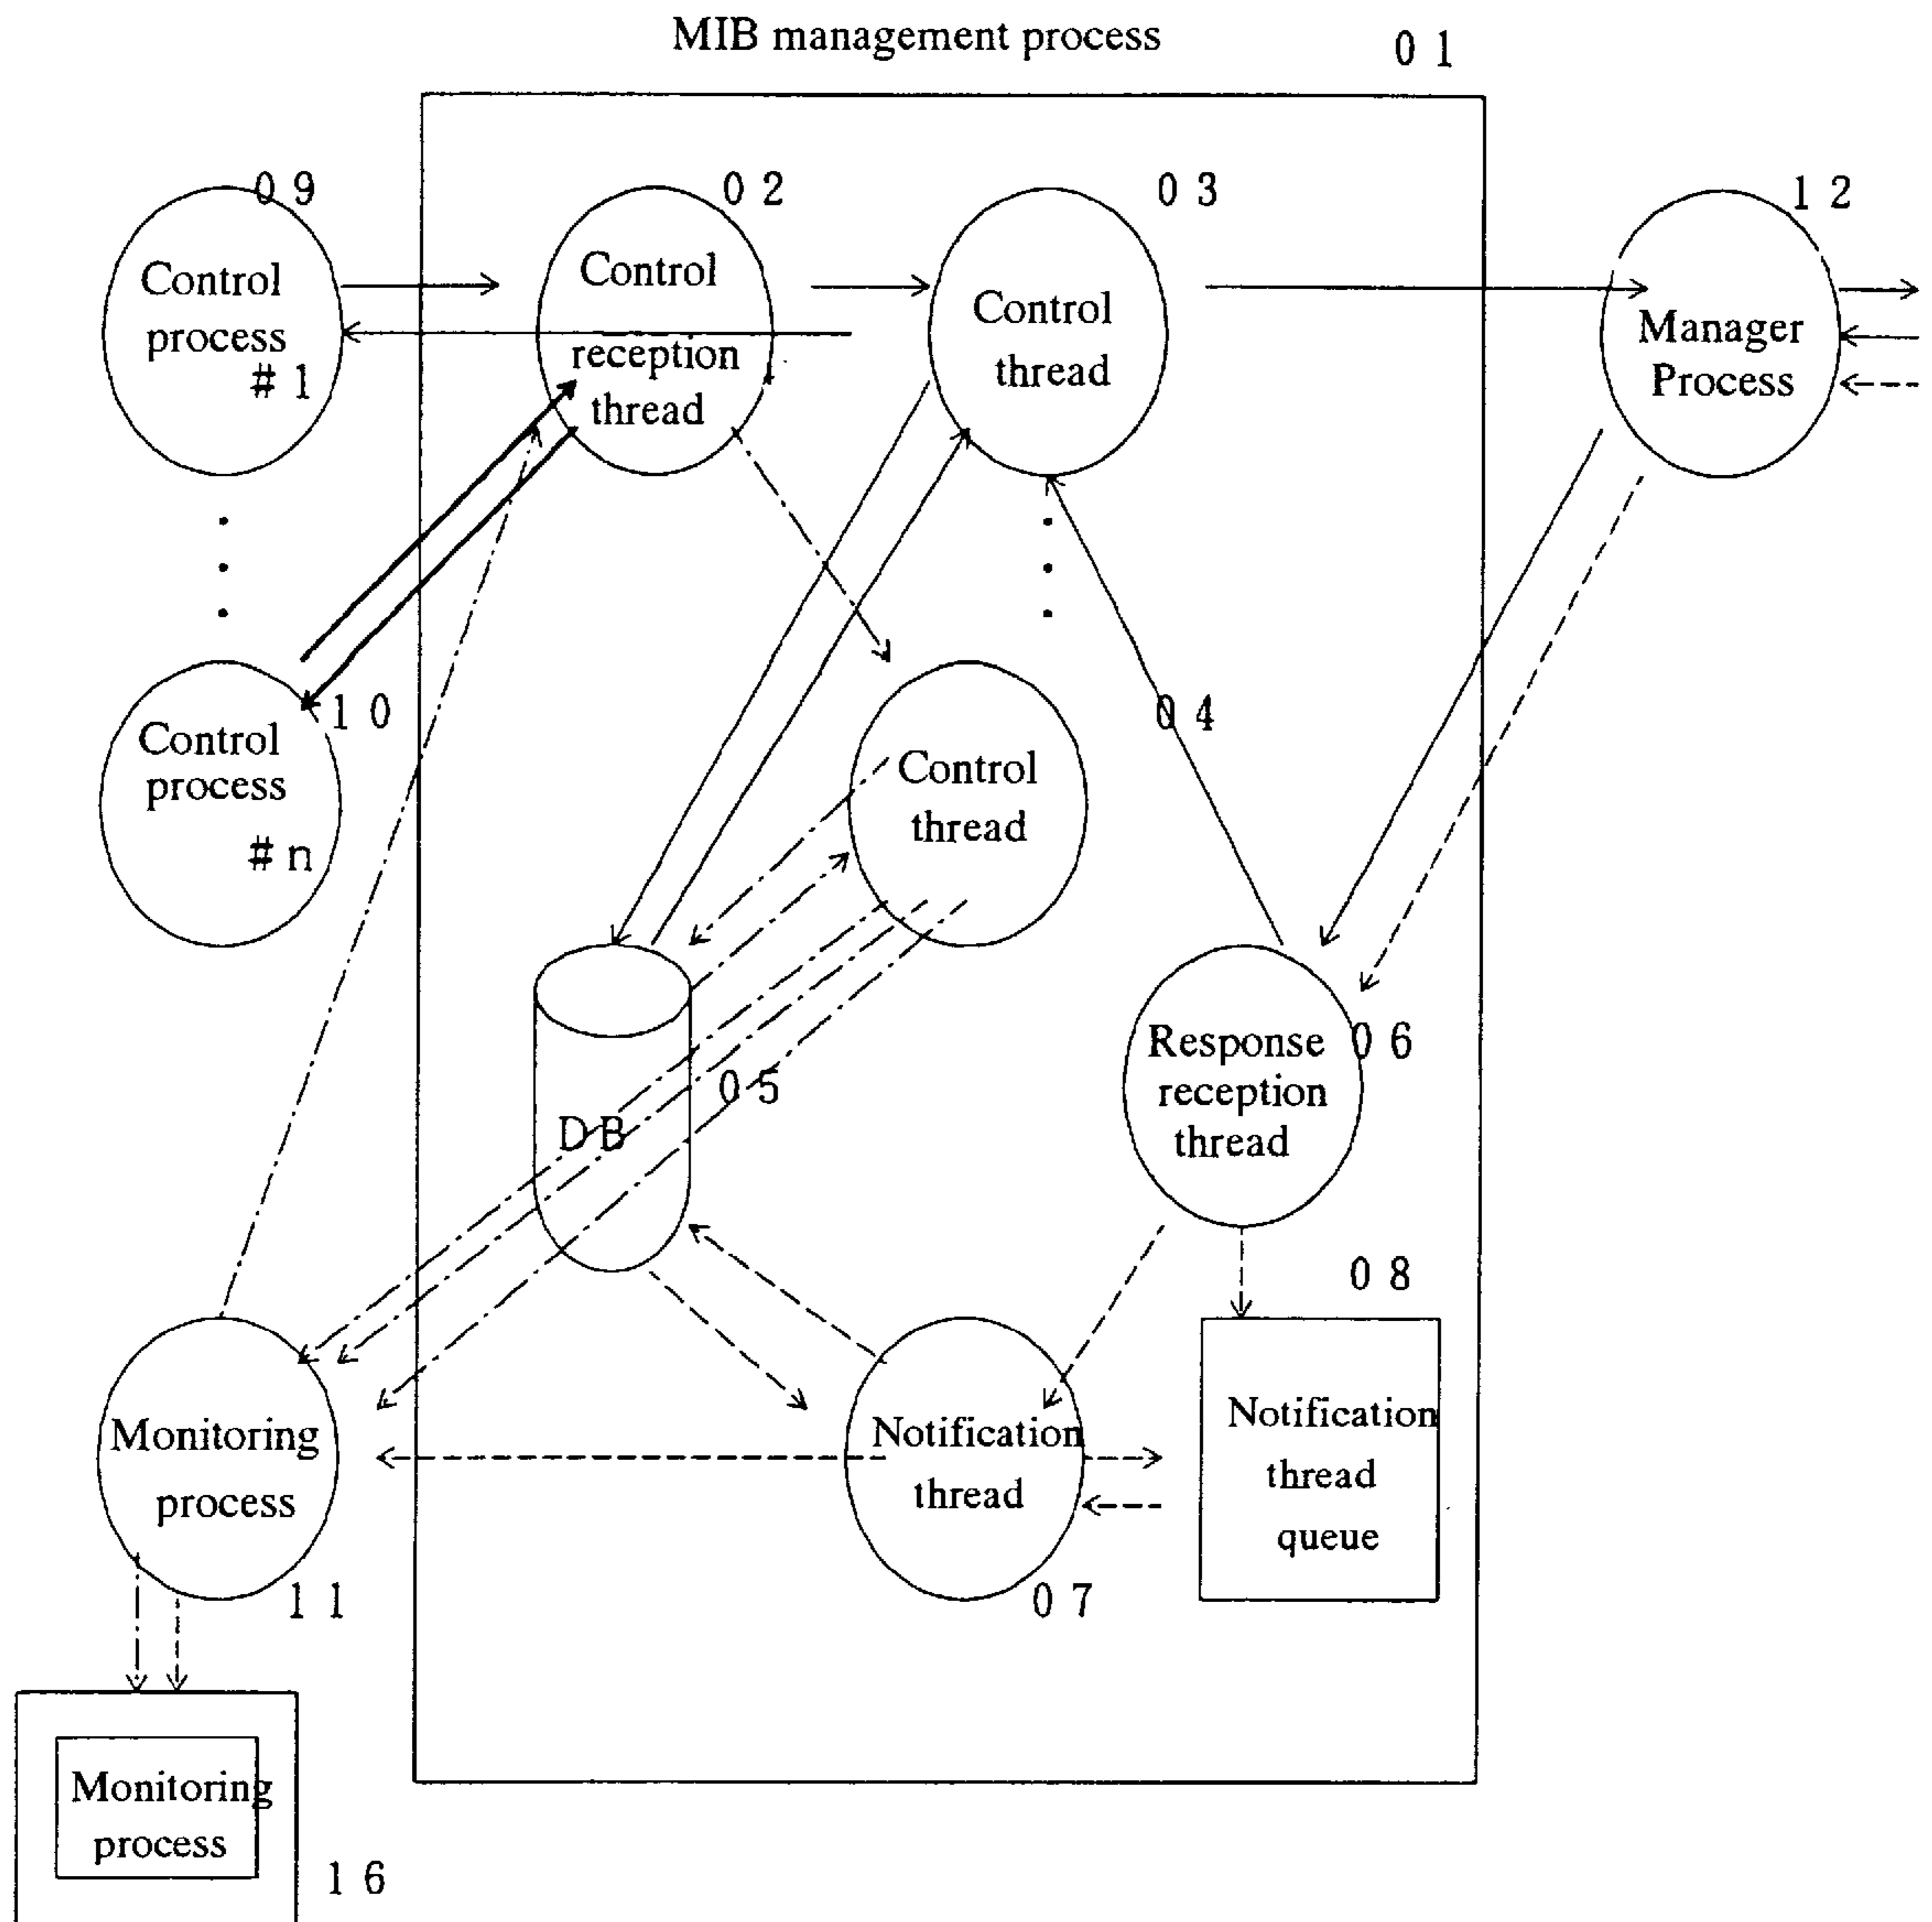 MIB management process
0 1
0 9
0 2
0 3
1 2
Control
process
# 1
Control
reception
thread
Control
thread
Manager
Process
1 0
0 4
Control
process
# n
Control
thread
0 5
D B
Response
reception
thread
0 6
0 8
Monitoring
process
Notification
thread
Notification
thread
queue
1 1
0 7
Monitoring
process
1 6